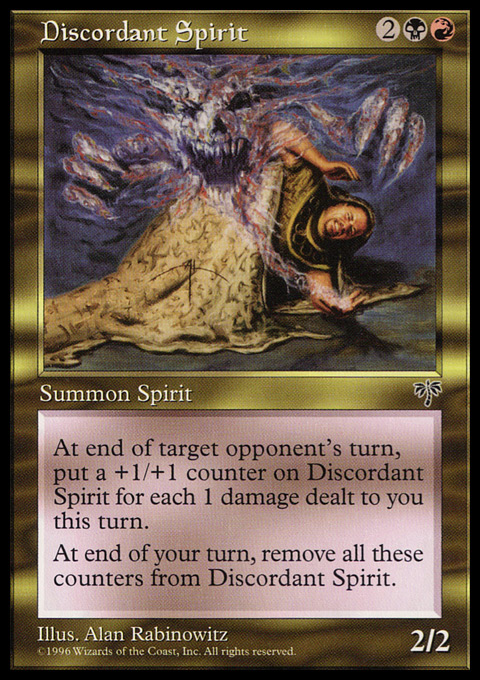 Discordant Spirit 2
Summon Spirit
At end of target opponent's turn,
put a +1/+1 counter on Discordant
Spirit for each 1 damage dealt to you
this turn.
At end of your turn, remove all these
counters from Discordant Spirit.
Illus. Alan Rabinowitz
©1996 Wizards of the Coast, Inc. All rights reserved.
2/2